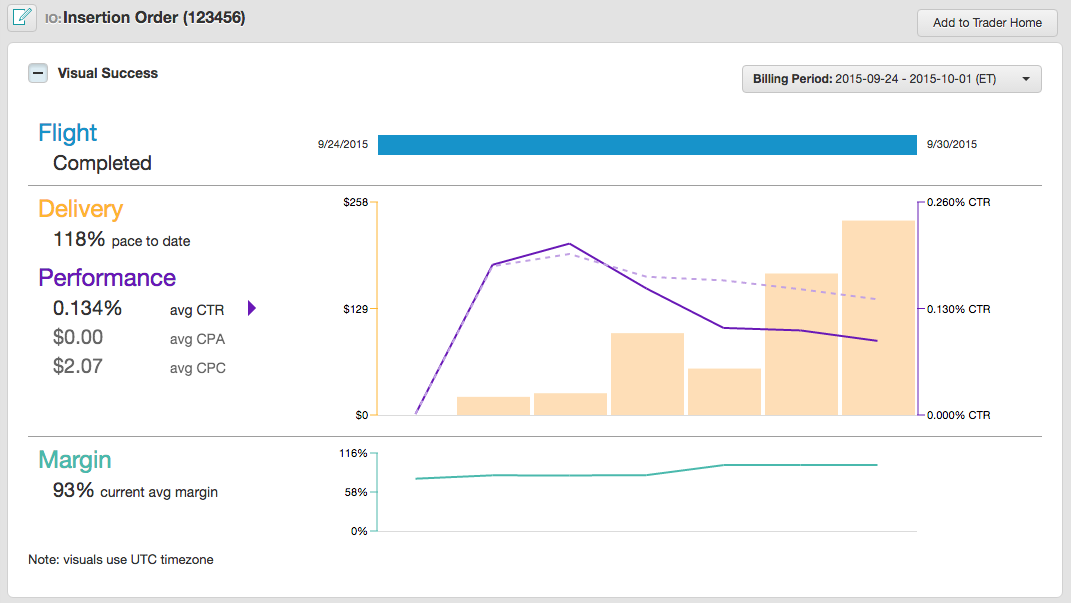 IO: Insertion Order (123456)
Add to Trader Home
Visual Success
Billing Period: 2015-09-24 - 2015-10-01 (ET)
Flight
Completed
9/24/2015
9/30/2015
Delivery
118% pace to date
Performance
0.134% avg CTR
$0.00 avg CPA
$2.07 avg CPC
$258
$129
$0
0.260% CTR
0.130% CTR
0.000% CTR
Margin
93% current avg margin
116%
58%
0%
Note: visuals use UTC timezone